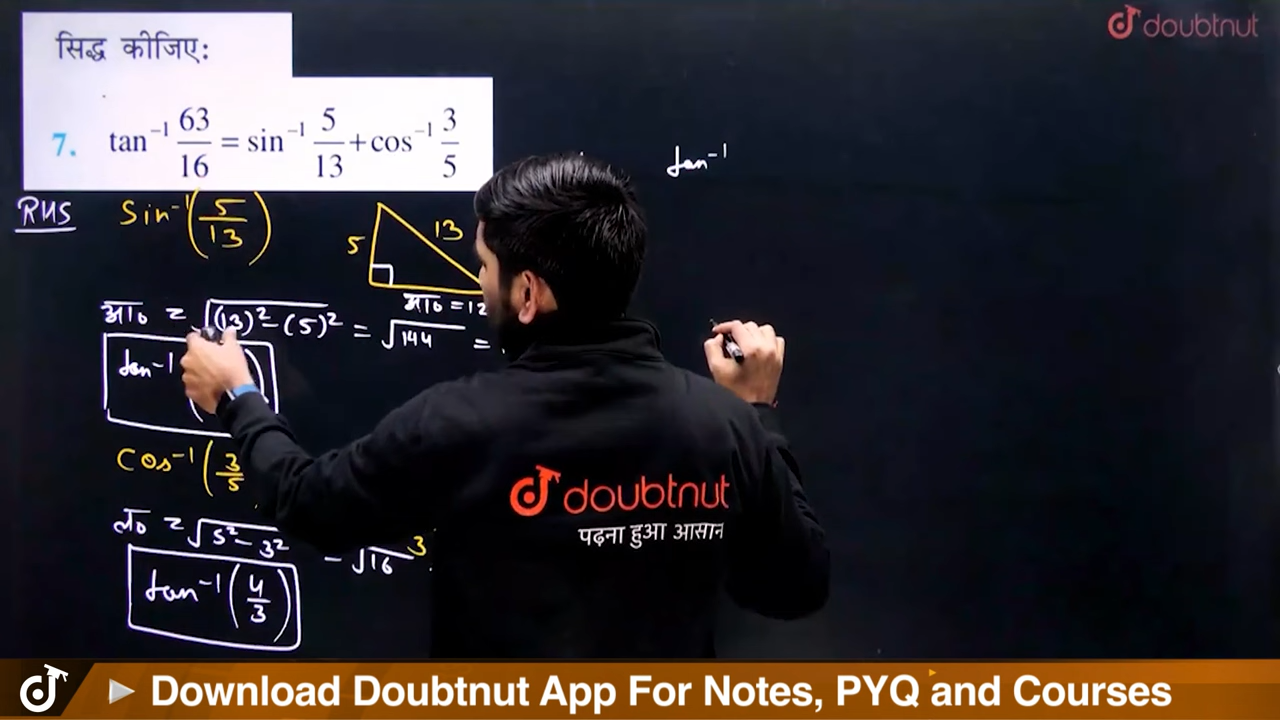 doubtnut
सिद्ध कीजिए:
7. tan⁻¹ 63/16 = sin⁻¹ 5/13 + cos⁻¹ 3/5
tan⁻¹
RHS Sin⁻¹(5/13)
5 13
आ० = 12
आ० = √(13)² - (5)² = √144 =
tan⁻¹
Cos⁻¹(3/5
ल० = √5² - 3² - √16 3
tan⁻¹(4/3)
doubtnut
पढ़ना हुआ आसान
Download Doubtnut App For Notes, PYQ and Courses